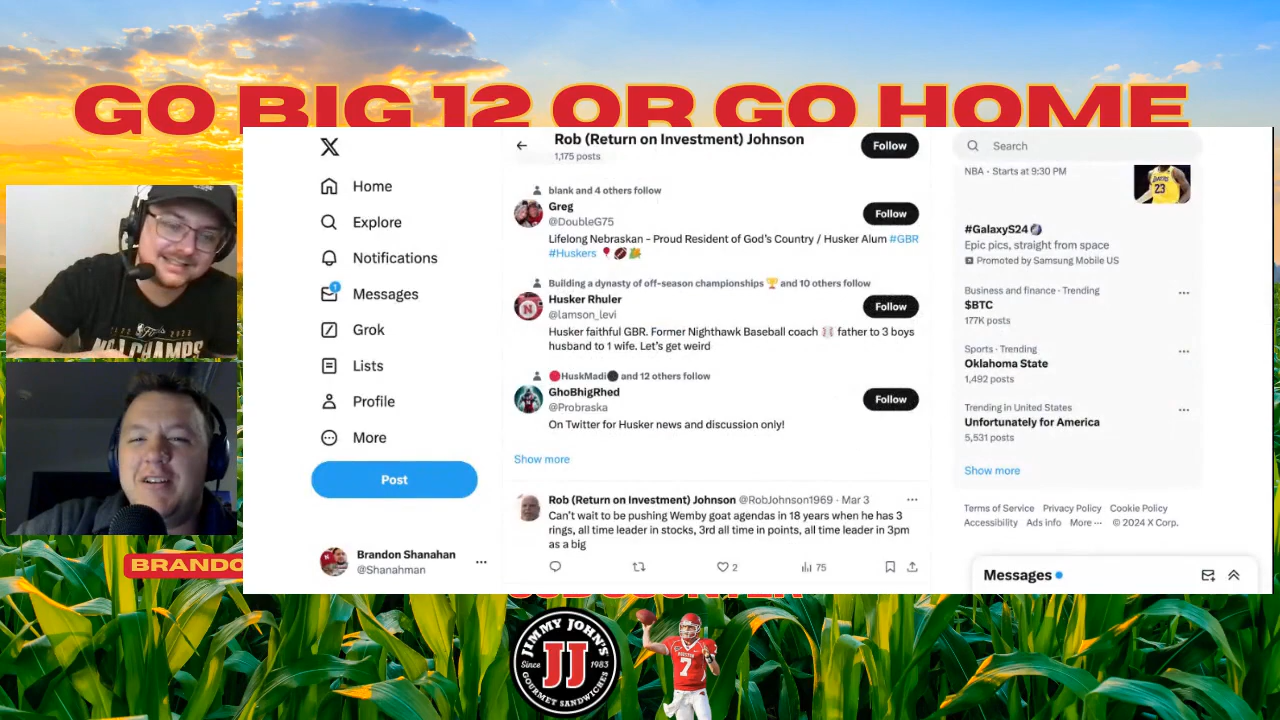 GO BIG 12 OR GO HOME
Home
Explore
Notifications
1
Messages
Grok
Lists
Profile
More
Post
Brandon Shanahan
@Shanahman
Rob (Return on Investment) Johnson
1,175 posts
Follow
blank and 4 others follow
Greg
@DoubleG75
Follow
Lifelong Nebraskan - Proud Resident of God's Country / Husker Alum #GBR
#Huskers 🎈🏈🌽
Building a dynasty of off-season championships 🏆 and 10 others follow
Husker Rhuler
@lamson_levi
Follow
Husker faithful GBR. Former Nighthawk Baseball coach ⚾ father to 3 boys
husband to 1 wife. Let's get weird
🔴HuskMadi⚫ and 12 others follow
GhoBhigRhed
@Probraska
Follow
On Twitter for Husker news and discussion only!
Show more
Rob (Return on Investment) Johnson @RobJohnson1969 · Mar 3
Can't wait to be pushing Wemby goat agendas in 18 years when he has 3
rings, all time leader in stocks, 3rd all time in points, all time leader in 3pm
as a big
2
75
Search
NBA · Starts at 9:30 PM
LAKERS
23
#GalaxyS24
Epic pics, straight from space
Promoted by Samsung Mobile US
Business and finance · Trending
$BTC
177K posts
Sports · Trending
Oklahoma State
1,492 posts
Trending in United States
Unfortunately for America
5,531 posts
Show more
Terms of Service Privacy Policy Cookie Policy
Accessibility Ads info More ··· © 2024 X Corp.
Messages
BRANDO
JIMMY JOHN'S
Since JJ 1983
GOURMET SANDWICHES
7